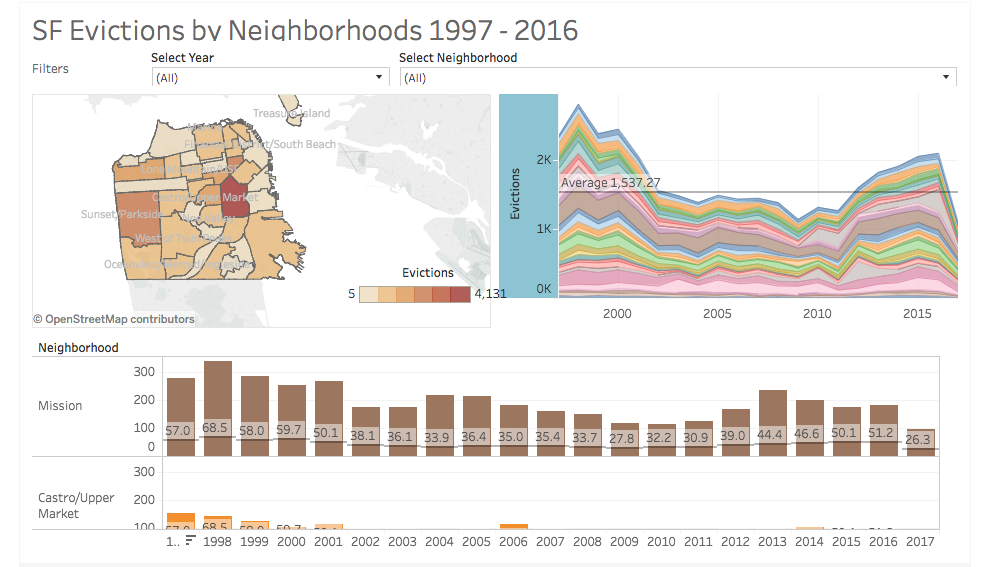 SF Evictions by Neighborhoods 1997 - 2016
Filters
Select Year
(All)
Select Neighborhood
(All)
Treasure Island
Financial District/South Beach
Castro/Upper Market
Sunset/Parkside
Noe Valley
West of Twin Peaks
Evictions
5
4,131
© OpenStreetMap contributors
Evictions
2K
1K
0K
Average 1,537.27
2000 2005 2010 2015
Neighborhood
Mission
300
200
100
0
57.0 68.5 58.0 59.7 50.1 38.1 36.1 33.9 36.4 35.0 35.4 33.7 27.8 32.2 30.9 39.0 44.4 46.6 50.1 51.2 26.3
Castro/Upper
Market
300
200
100
57.0 68.5
1.. 1998 1999 2000 2001 2002 2003 2004 2005 2006 2007 2008 2009 2010 2011 2012 2013 2014 2015 2016 2017